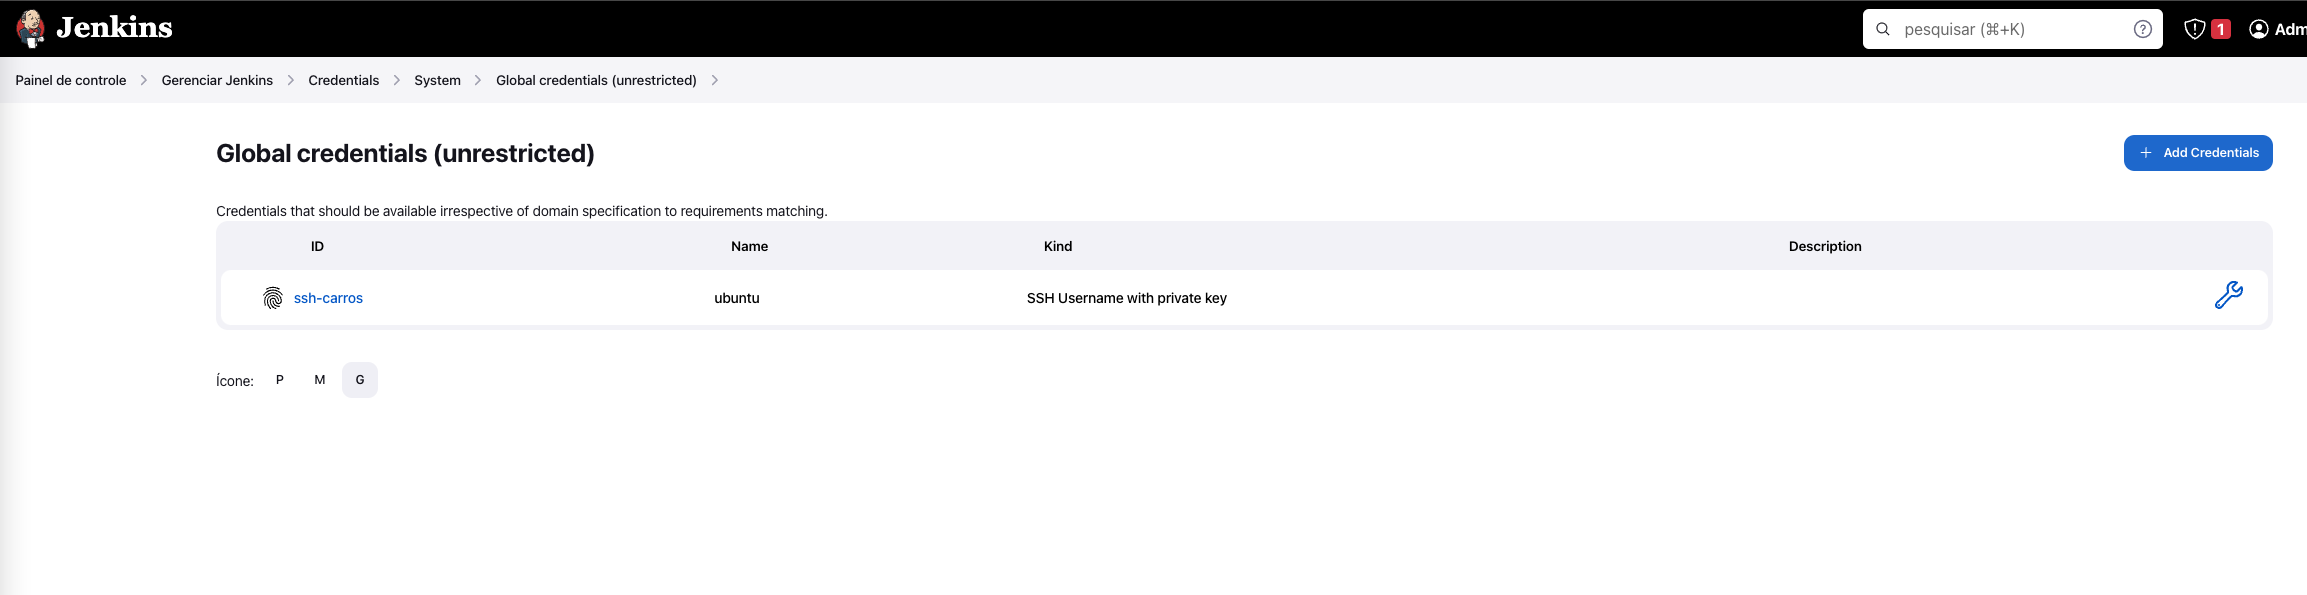 Jenkins
pesquisar (⌘+K)
1
Adm
Painel de controle
Gerenciar Jenkins
Credentials
System
Global credentials (unrestricted)
Global credentials (unrestricted)
Add Credentials
Credentials that should be available irrespective of domain specification to requirements matching.
ID Name Kind Description
ssh-carros ubuntu SSH Username with private key
Ícone: P M G